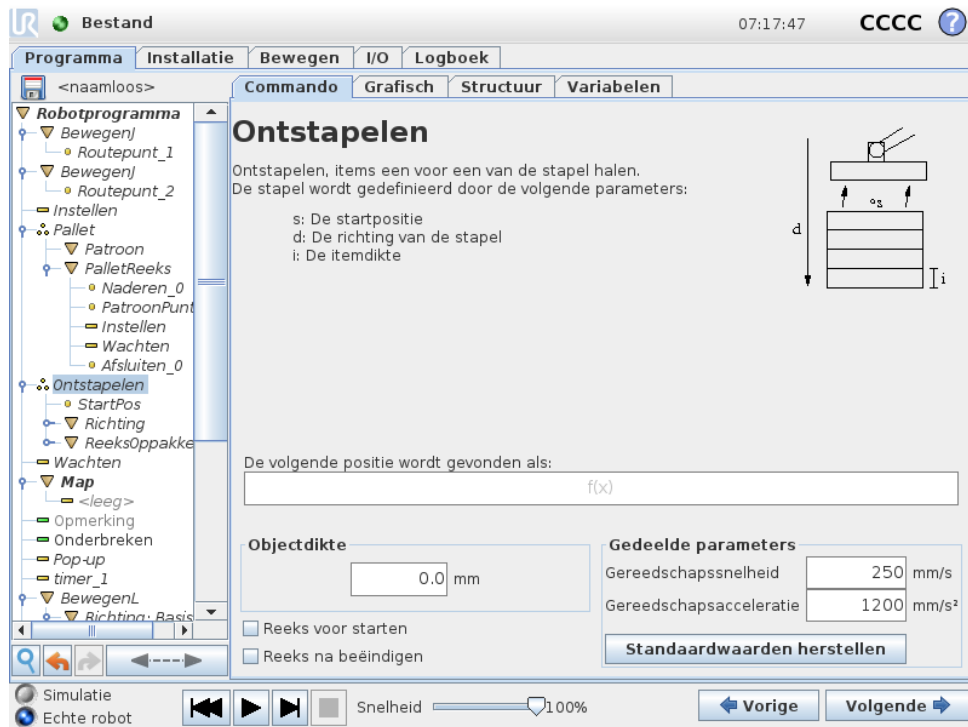 Bestand
07:17:47
CCCC
?
Programma
Installatie
Bewegen
I/O
Logboek
<naamloos>
Commando
Grafisch
Structuur
Variabelen
Robotprogramma
BewegenJ
Routepunt_1
BewegenJ
Routepunt_2
Instellen
Pallet
Patroon
PalletReeks
Naderen_0
PatroonPunt
Instellen
Wachten
Afsluiten_0
Ontstapelen
StartPos
Richting
ReeksOppakke
Wachten
Map
<leeg>
Opmerking
Onderbreken
Pop-up
timer_1
BewegenL
Richting: Basis
Ontstapelen
Ontstapelen, items een voor een van de stapel halen.
De stapel wordt gedefinieerd door de volgende parameters:
s: De startpositie
d: De richting van de stapel
i: De itemdikte
d
s
i
De volgende positie wordt gevonden als:
f(x)
Objectdikte
0.0 mm
Reeks voor starten
Reeks na beëindigen
Gedeelde parameters
Gereedschapssnelheid 250 mm/s
Gereedschapsacceleratie 1200 mm/s²
Standaardwaarden herstellen
Simulatie
Echte robot
Snelheid
100%
Vorige
Volgende